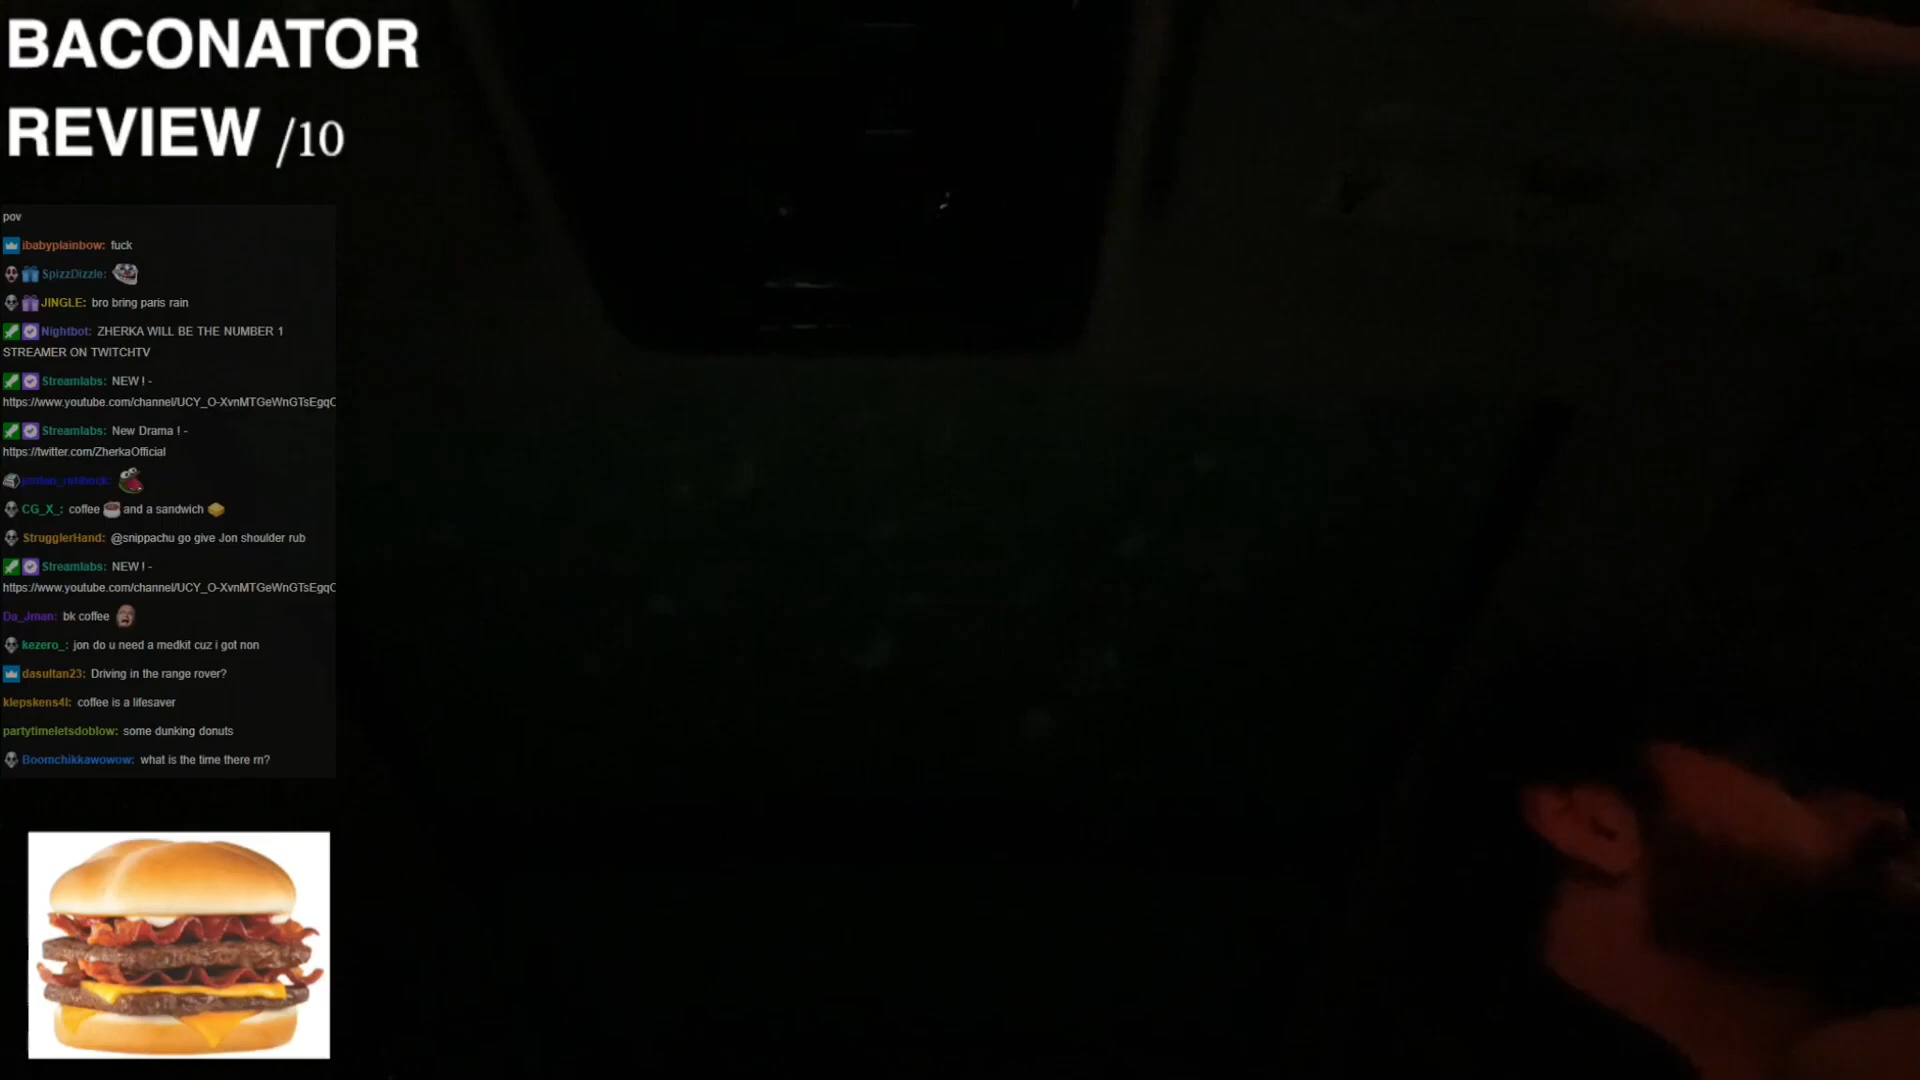 BACONATOR
REVIEW /10
pov
ibabyplainbow: fuck
SpizzDizzle:
JINGLE: bro bring paris rain
Nightbot: ZHERKA WILL BE THE NUMBER 1
STREAMER ON TWITCHTV
Streamlabs: NEW ! -
https://www.youtube.com/channel/UCY_O-XvnMTGeWnGTsEgqC
Streamlabs: New Drama ! -
https://twitter.com/ZherkaOfficial
CG_X_: coffee and a sandwich
StrugglerHand: @snippachu go give Jon shoulder rub
Streamlabs: NEW ! -
https://www.youtube.com/channel/UCY_O-XvnMTGeWnGTsEgqC
Da_Jman: bk coffee
kezero_: jon do u need a medkit cuz i got non
dasultan23: Driving in the range rover?
klepskens4l: coffee is a lifesaver
partytimeletsdoblow: some dunking donuts
Boomchikkawowow: what is the time there rn?